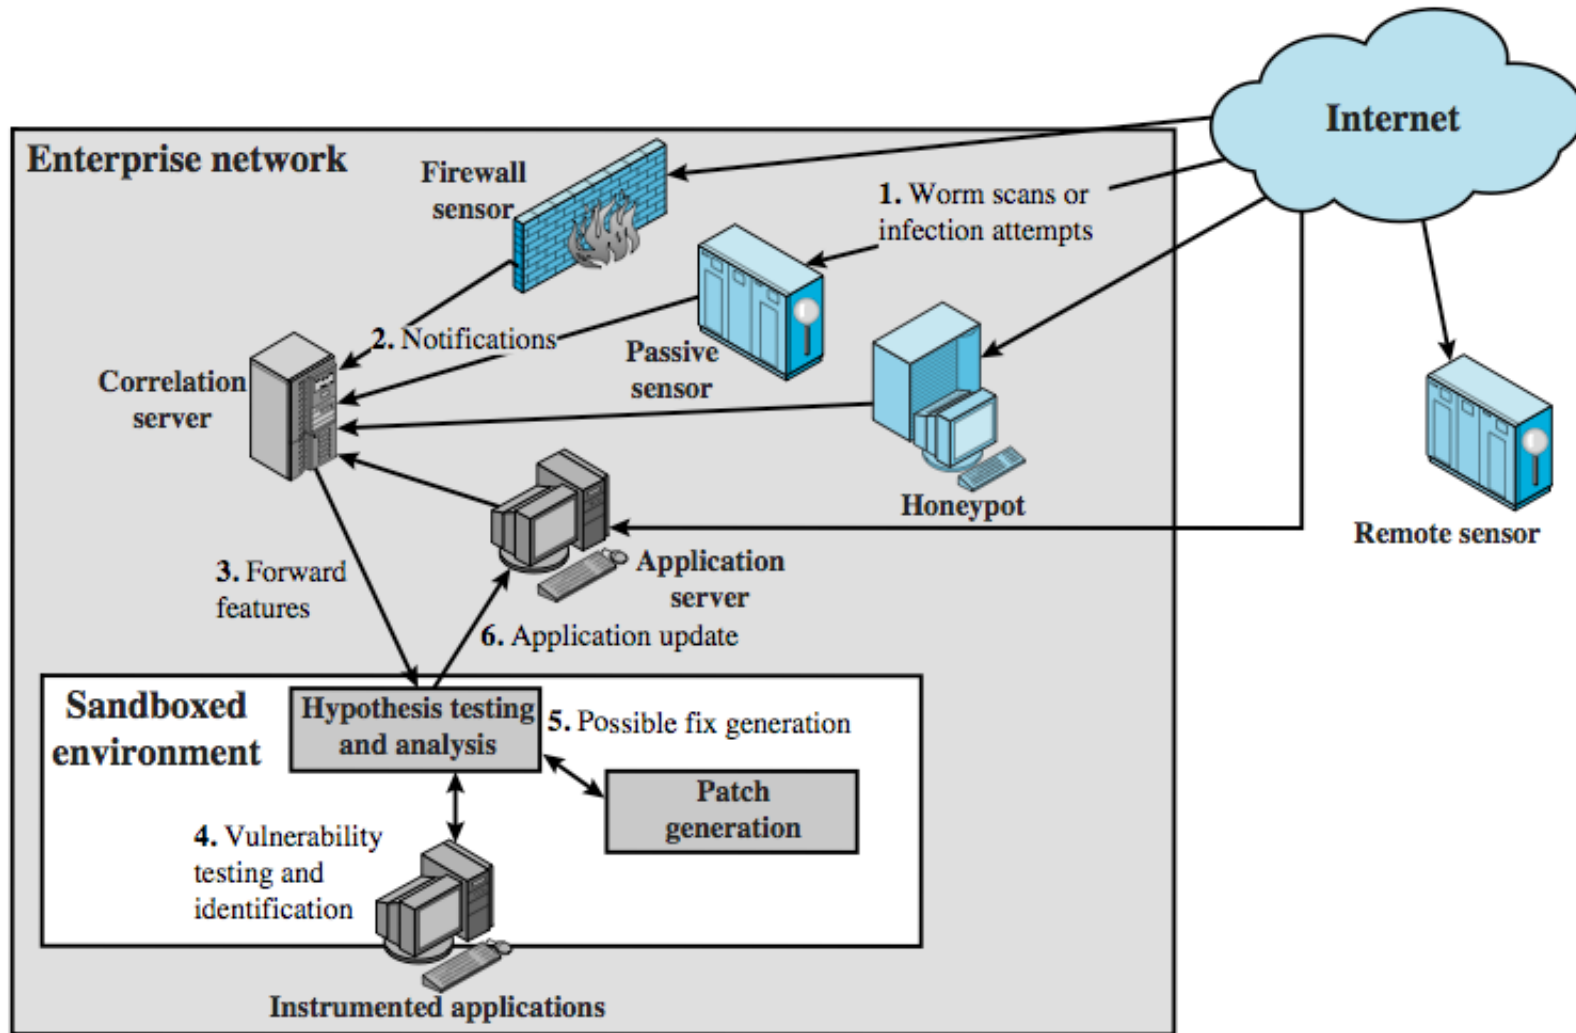 Internet
Enterprise network
Firewall
sensor
1. Worm scans or
infection attempts
2. Notifications
Passive
sensor
Correlation
server
Honeypot
Remote sensor
3. Forward
features
Application
server
6. Application update
Sandboxed
environment
Hypothesis testing
and analysis
5. Possible fix generation
Patch
generation
4. Vulnerability
testing and
identification
Instrumented applications